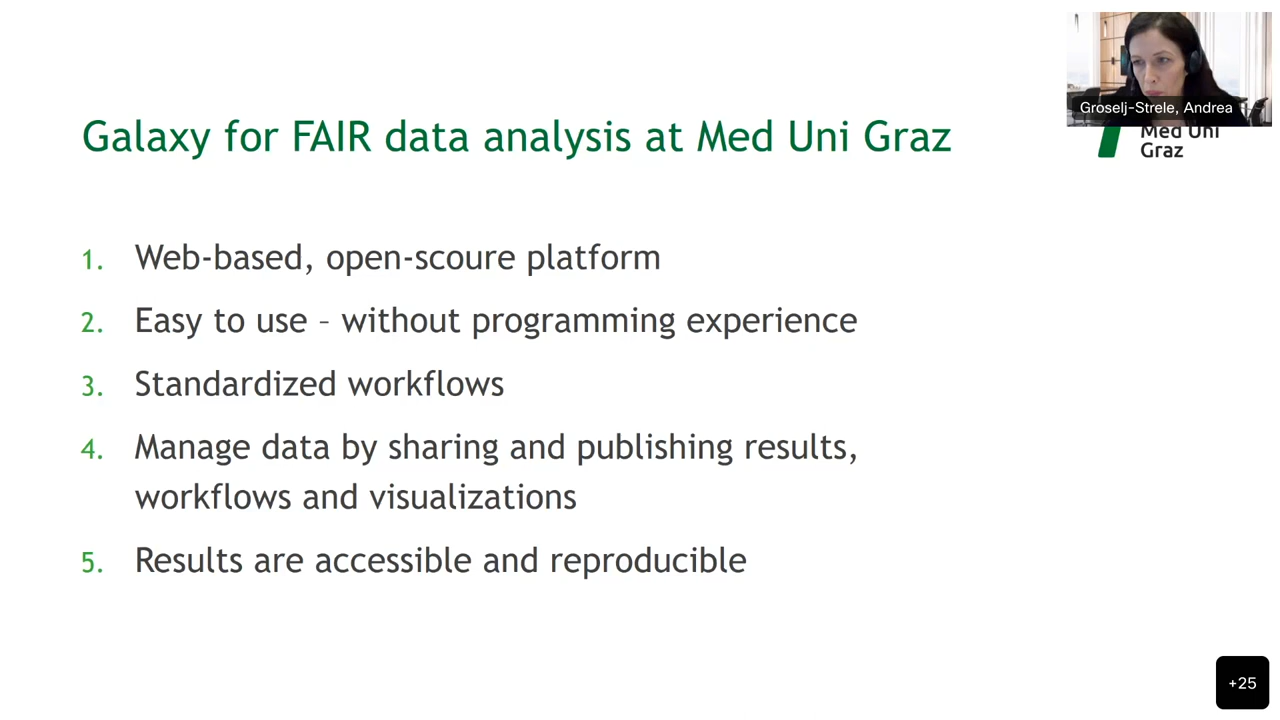 Groselj-Strele, Andrea
Med Uni
Graz
Galaxy for FAIR data analysis at Med Uni Graz
1. Web-based, open-scoure platform
2. Easy to use – without programming experience
3. Standardized workflows
4. Manage data by sharing and publishing results,
workflows and visualizations
5. Results are accessible and reproducible
+25